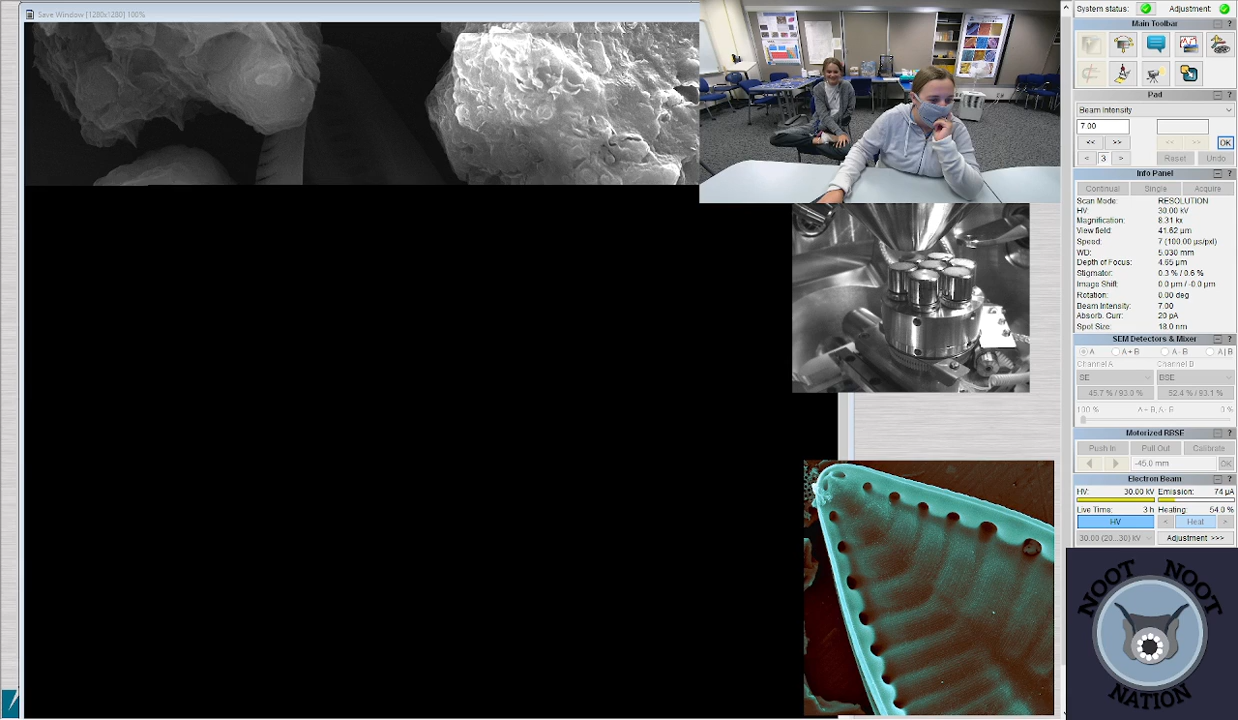 Save Window [1280x1280] 100%
System status: Adjustment:
Main Toolbar
Pad
Beam Intensity
7.00
<< >> << >> OK
< 3 > Reset Undo
Info Panel
Continual Single Acquire
Scan Mode: RESOLUTION
HV: 30.00 kV
Magnification: 8.31 kx
View field: 41.62 µm
Speed: 7 (100.00 µs/pxl)
WD: 5.030 mm
Depth of Focus: 4.65 µm
Stigmator: 0.3 % / 0.6 %
Image Shift: 0.0 µm / -0.0 µm
Rotation: 0.00 deg
Beam Intensity: 7.00
Absorb. Curr: 20 pA
Spot Size: 18.0 nm
SEM Detectors & Mixer
A A+B A-B A|B
Channel A Channel B
SE BSE
45.7 % / 93.0 % 52.4 % / 93.1 %
100 % A+B, A-B 0 %
Motorized RBSE
Push In Pull Out Calibrate
-45.0 mm OK
Electron Beam
HV: 30.00 kV Emission: 74 µA
Live Time: 3 h Heating: 54.0 %
HV < Heat >
30.00 (20...30) kV Adjustment >>>
NOOT NOOT
NATION